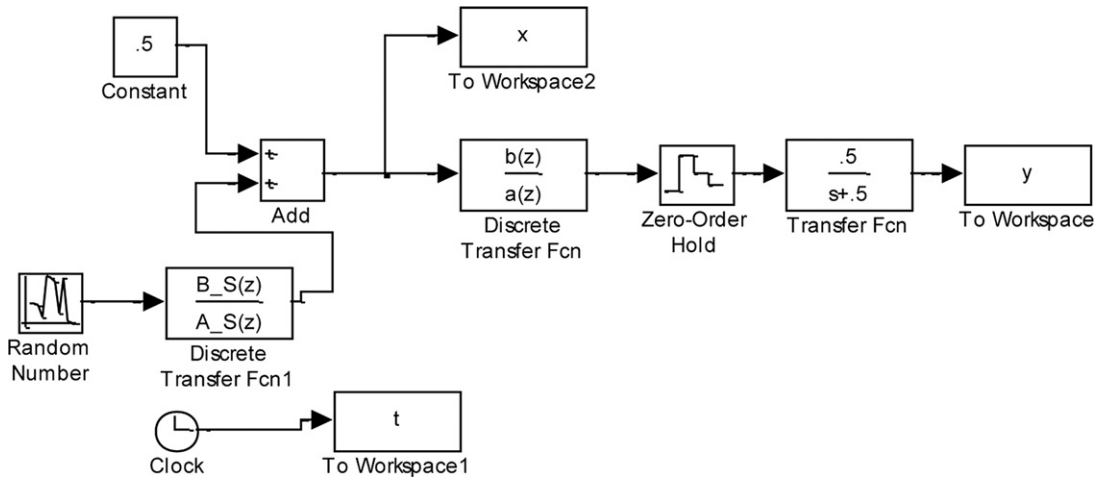 .5
Constant
x
To Workspace2
+
+
Add
b(z)
a(z)
Discrete
Transfer Fcn
Zero-Order
Hold
.5
s+.5
Transfer Fcn
y
To Workspace
Random
Number
B_S(z)
A_S(z)
Discrete
Transfer Fcn1
Clock
t
To Workspace1